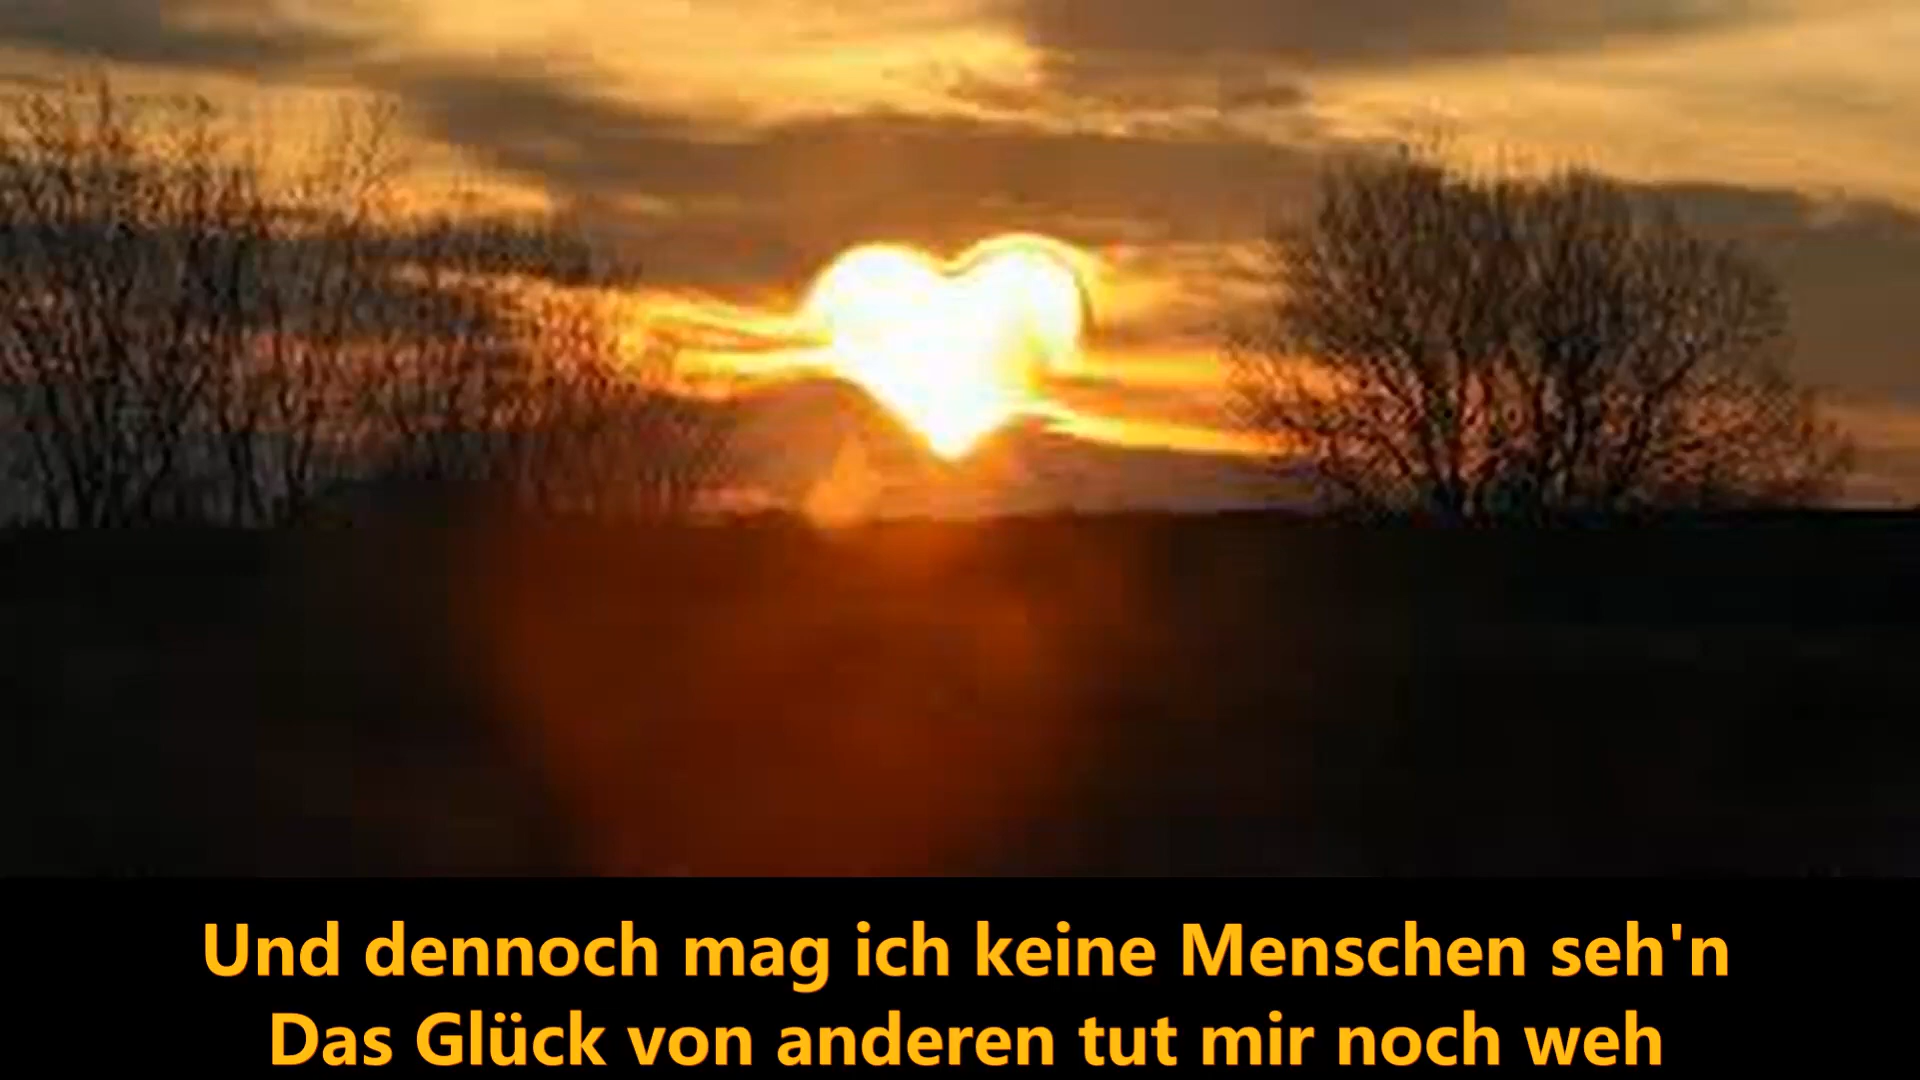 Und dennoch mag ich keine Menschen seh'n
Das Glück von anderen tut mir noch weh